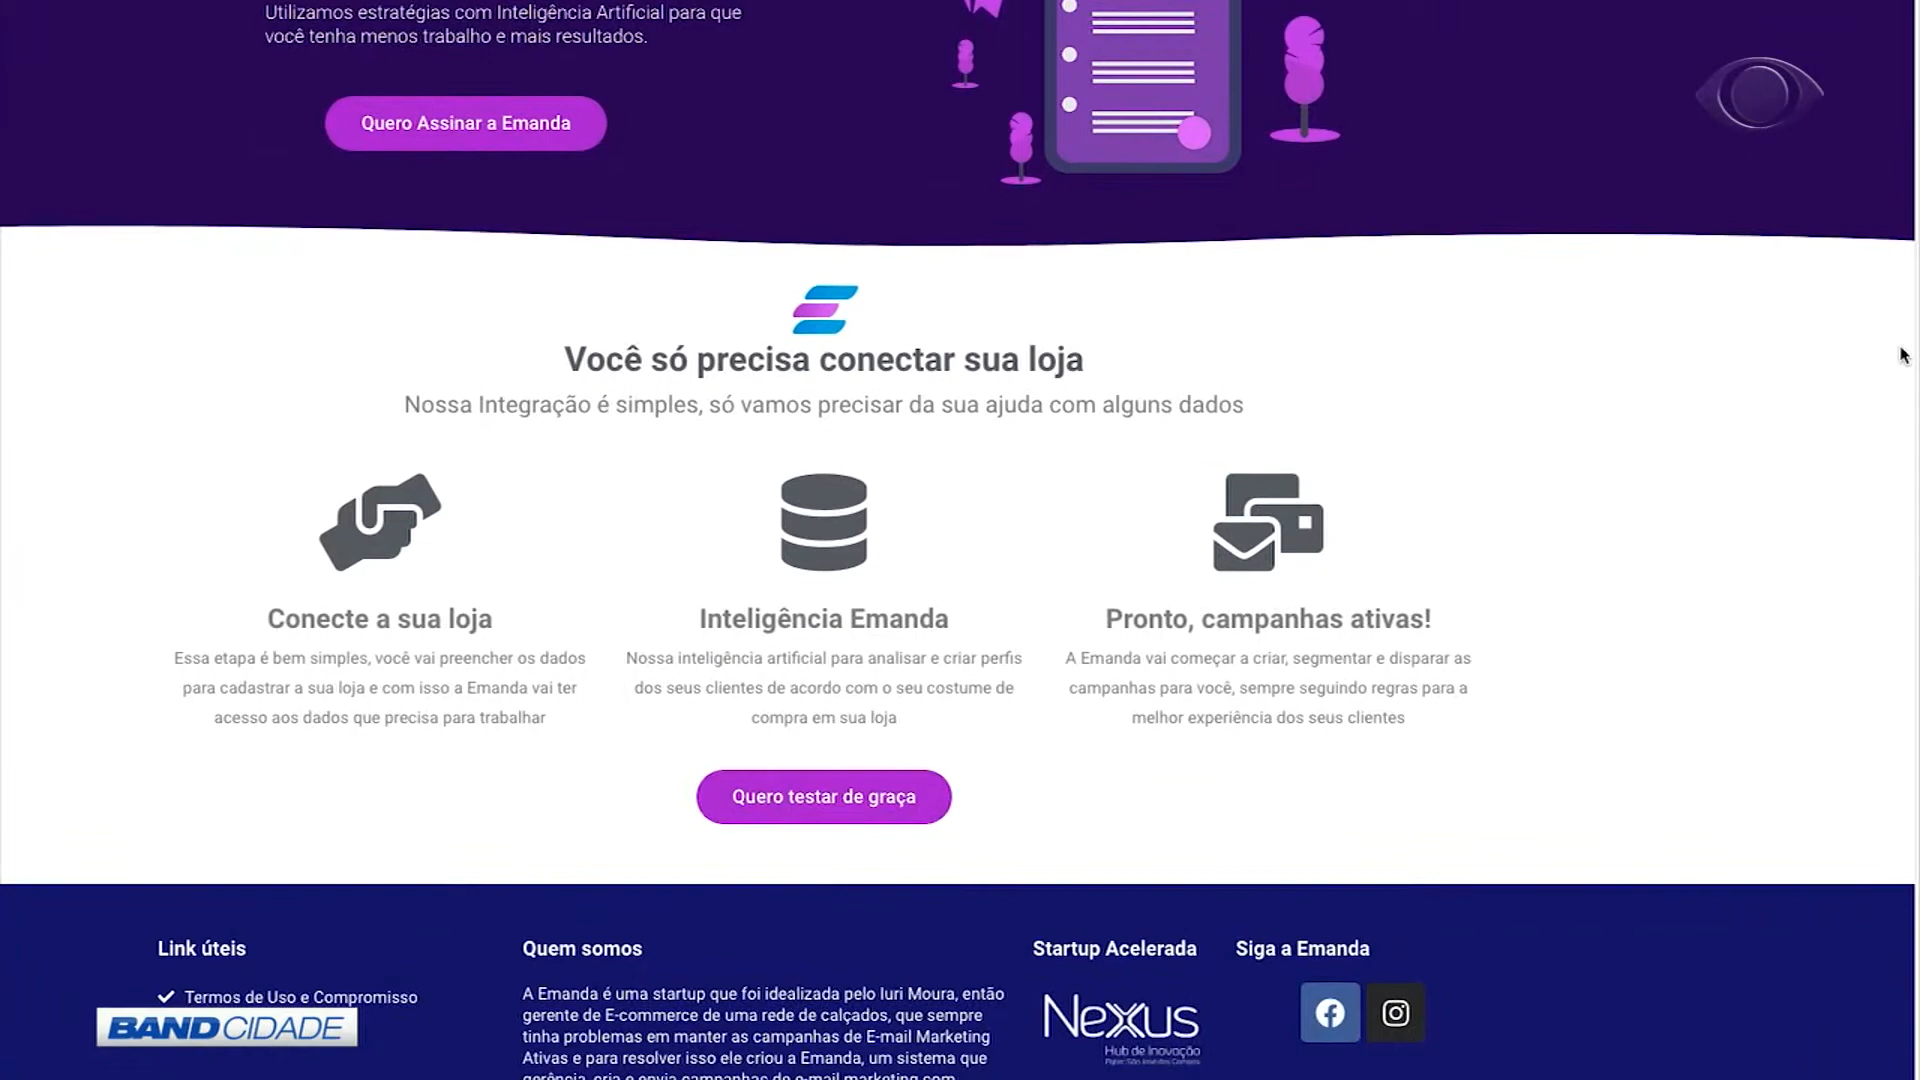 Utilizamos estratégias com Inteligência Artificial para que
você tenha menos trabalho e mais resultados.
Quero Assinar a Emanda
Você só precisa conectar sua loja
Nossa Integração é simples, só vamos precisar da sua ajuda com alguns dados
Conecte a sua loja
Essa etapa é bem simples, você vai preencher os dados
para cadastrar a sua loja e com isso a Emanda vai ter
acesso aos dados que precisa para trabalhar
Inteligência Emanda
Nossa inteligência artificial para analisar e criar perfis
dos seus clientes de acordo com o seu costume de
compra em sua loja
Pronto, campanhas ativas!
A Emanda vai começar a criar, segmentar e disparar as
campanhas para você, sempre seguindo regras para a
melhor experiência dos seus clientes
Quero testar de graça
Link úteis
Termos de Uso e Compromisso
BAND CIDADE
Quem somos
A Emanda é uma startup que foi idealizada pelo Iuri Moura, então
gerente de E-commerce de uma rede de calçados, que sempre
tinha problemas em manter as campanhas de E-mail Marketing
Ativas e para resolver isso ele criou a Emanda, um sistema que
gerência, cria e envia campanhas de e-mail marketing com
Startup Acelerada
Nexus
Hub de Inovação
Siga a Emanda